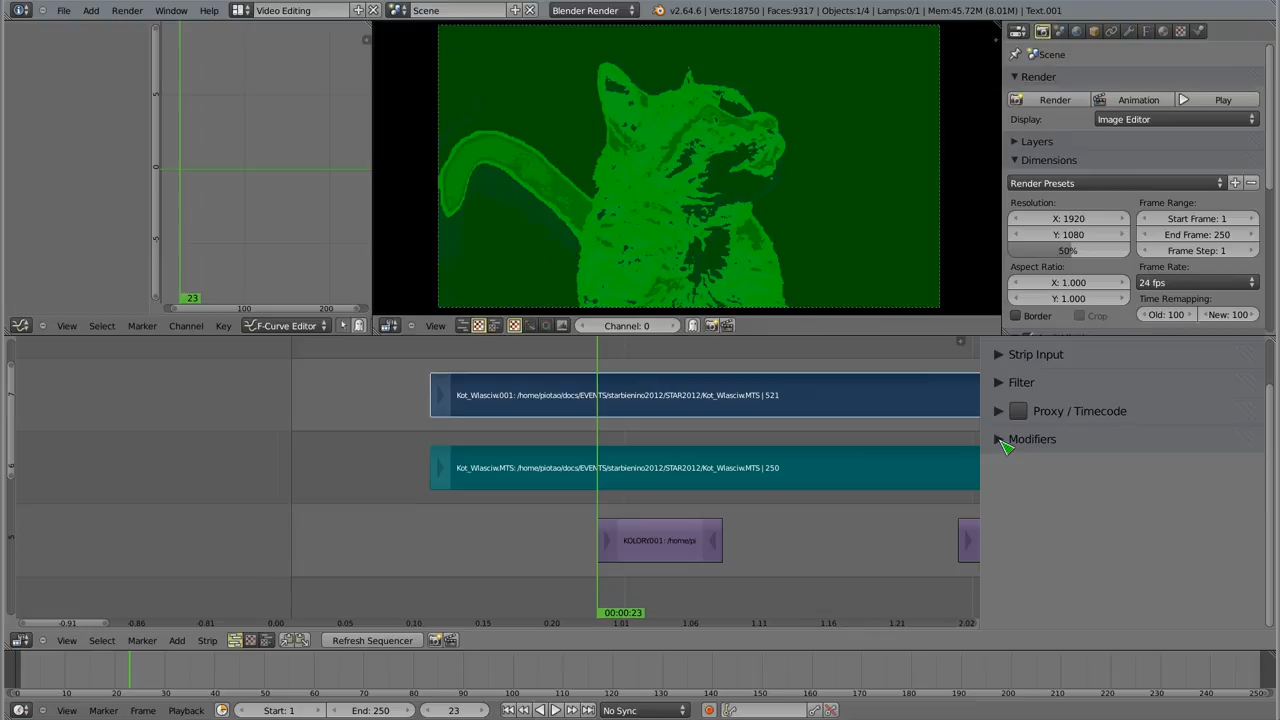 File Add Render Window Help Video Editing Scene Blender Render v2.64.6 | Verts:18750 | Faces:9317 | Objects:1/4 | Lamps:0/1 | Mem:45.72M (8.01M) | Text.001
Scene
Render
Render Animation Play
Display: Image Editor
Layers
Dimensions
Render Presets
Resolution: Frame Range:
X: 1920 Start Frame: 1
Y: 1080 End Frame: 250
50% Frame Step: 1
Aspect Ratio: Frame Rate:
X: 1.000 24 fps
Y: 1.000 Time Remapping:
Border Crop Old: 100 New: 100
5
0
-5
23
100 200
View Select Marker Channel Key F-Curve Editor View Channel: 0
7
6
5
Kot_Wlasciw.001: /home/piotao/docs/EVENTS/starbienino2012/STAR2012/Kot_Wlasciw.MTS | 521
Kot_Wlasciw.MTS: /home/piotao/docs/EVENTS/starbienino2012/STAR2012/Kot_Wlasciw.MTS | 250
KOLORY001: /home/pi
00:00:23
Strip Input
Filter
Proxy / Timecode
Modifiers
-0.91 -0.86 -0.81 0.00 0.05 0.10 0.15 0.20 1.01 1.06 1.11 1.16 1.21 2.02
View Select Marker Add Strip Refresh Sequencer
0 10 20 30 40 50 60 70 80 90 100 110 120 130 140 150 160 170 180 190 200 210 220 230 240 250
View Marker Frame Playback Start: 1 End: 250 23 No Sync